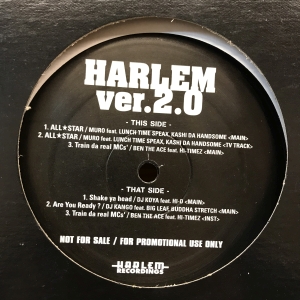 HARLEM
ver.2.0
- THIS SIDE -
1. ALL★STAR / MURO feat. LUNCH TIME SPEAX, KASHI DA HANDSOME <MAIN>
2. ALL★STAR / MURO feat. LUNCH TIME SPEAX, KASHI DA HANDSOME <TV TRACK>
3. Train da real MCs' / BEN THE ACE feat. HI-TIMEZ <MAIN>
- THAT SIDE -
1. Shake ya head / DJ KOYA feat. HI-D <MAIN>
2. Are You Ready ? / DJ KANGO feat. BIG LEAF, BUDDHA STRETCH <MAIN>
3. Train da real MCs' / BEN THE ACE feat. HI-TIMEZ <INST>
NOT FOR SALE / FOR PROMOTIONAL USE ONLY
HARLEM
RECORDINGS